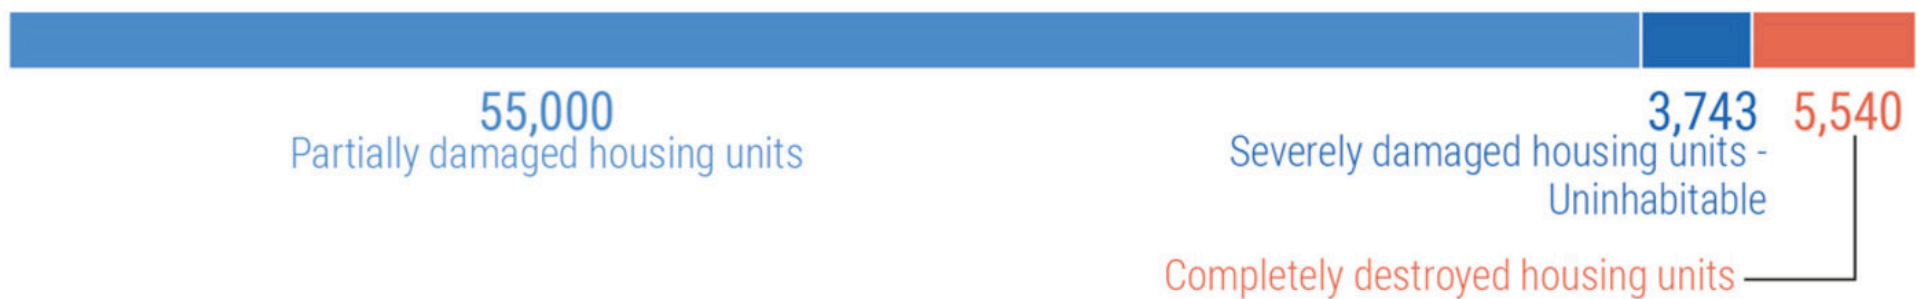 55,000
Partially damaged housing units
3,743
Severely damaged housing units -
Uninhabitable
5,540
Completely destroyed housing units